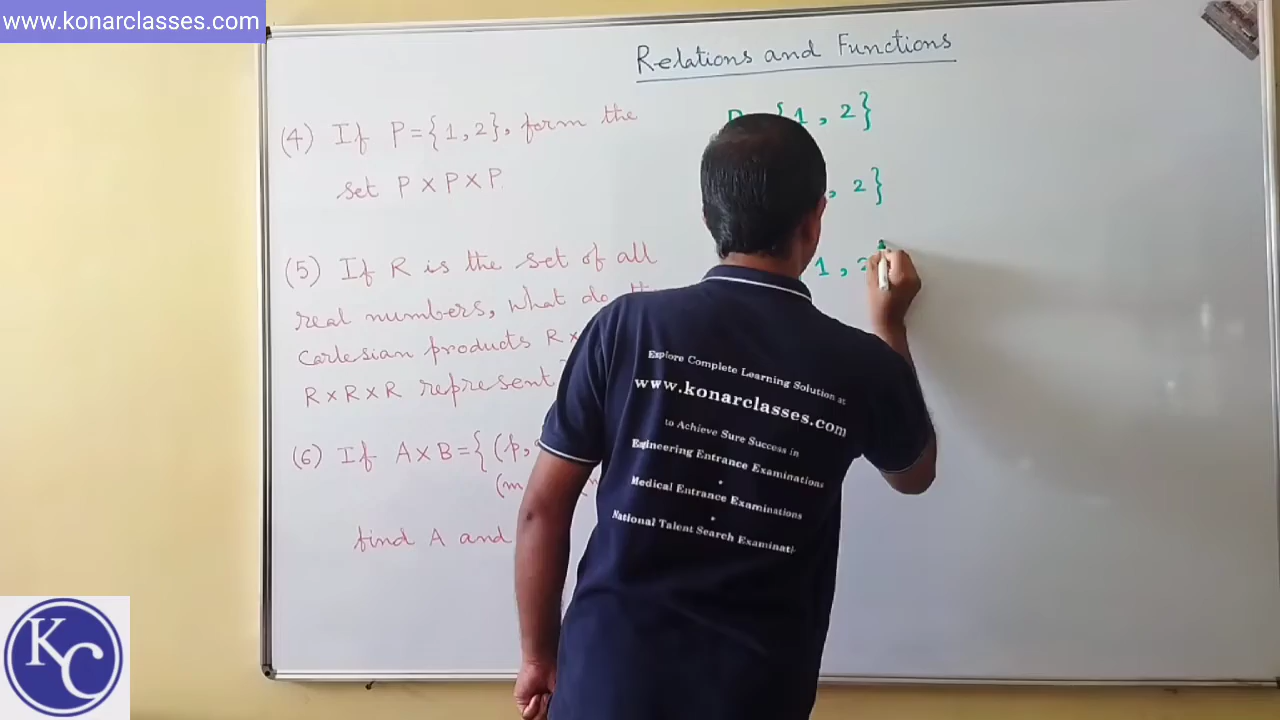 www.konarclasses.com
Relations and Functions
(4) If P={1,2}, form the
set P X P X P.
(5) If R is the set of all
real numbers, what do
Cartesian products R x
R x R x R represent
(6) If A x B = { (p,
(m
find A and
{1, 2}
, 2}
1, 2
Explore Complete Learning Solution at
www.konarclasses.com
to Achieve Sure Success in
Engineering Entrance Examinations
•
Medical Entrance Examinations
•
National Talent Search Examinati
KC